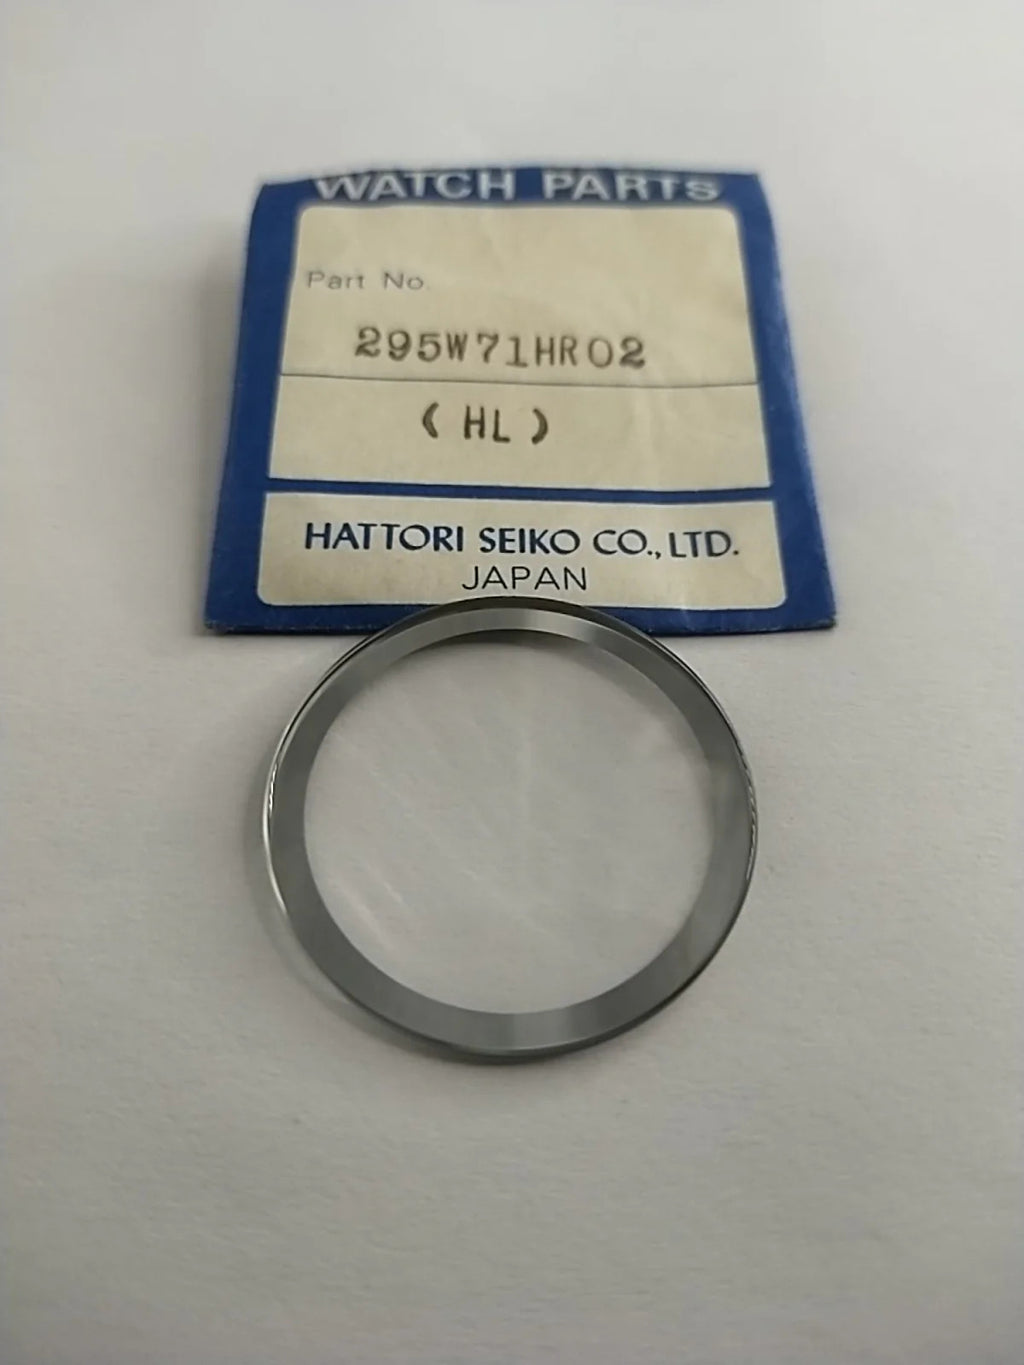 WATCH PARTS
Part No.
295W71HR02
( HL )
HATTORI SEIKO CO., LTD.
JAPAN